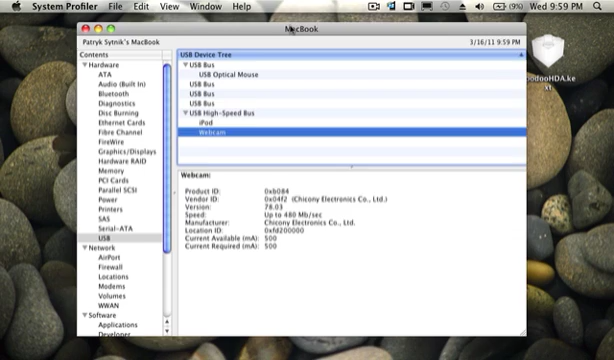 System Profiler File Edit View Window Help (9%) Wed 9:59 PM
MacBook
Patryk Sytnik's MacBook 3/16/11 9:59 PM
Contents
Hardware
ATA
Audio (Built In)
Bluetooth
Diagnostics
Disc Burning
Ethernet Cards
Fibre Channel
FireWire
Graphics/Displays
Hardware RAID
Memory
PCI Cards
Parallel SCSI
Power
Printers
SAS
Serial-ATA
USB
Network
AirPort
Firewall
Locations
Modems
Volumes
WWAN
Software
Applications
Developer
USB Device Tree
USB Bus
USB Optical Mouse
USB Bus
USB Bus
USB Bus
USB High-Speed Bus
iPod
Webcam
Webcam:
Product ID: 0xb084
Vendor ID: 0x04f2 (Chicony Electronics Co., Ltd.)
Version: 78.03
Speed: Up to 480 Mb/sec
Manufacturer: Chicony Electronics Co., Ltd.
Location ID: 0xfd200000
Current Available (mA): 500
Current Required (mA): 500
oodooHDA.ke
xt